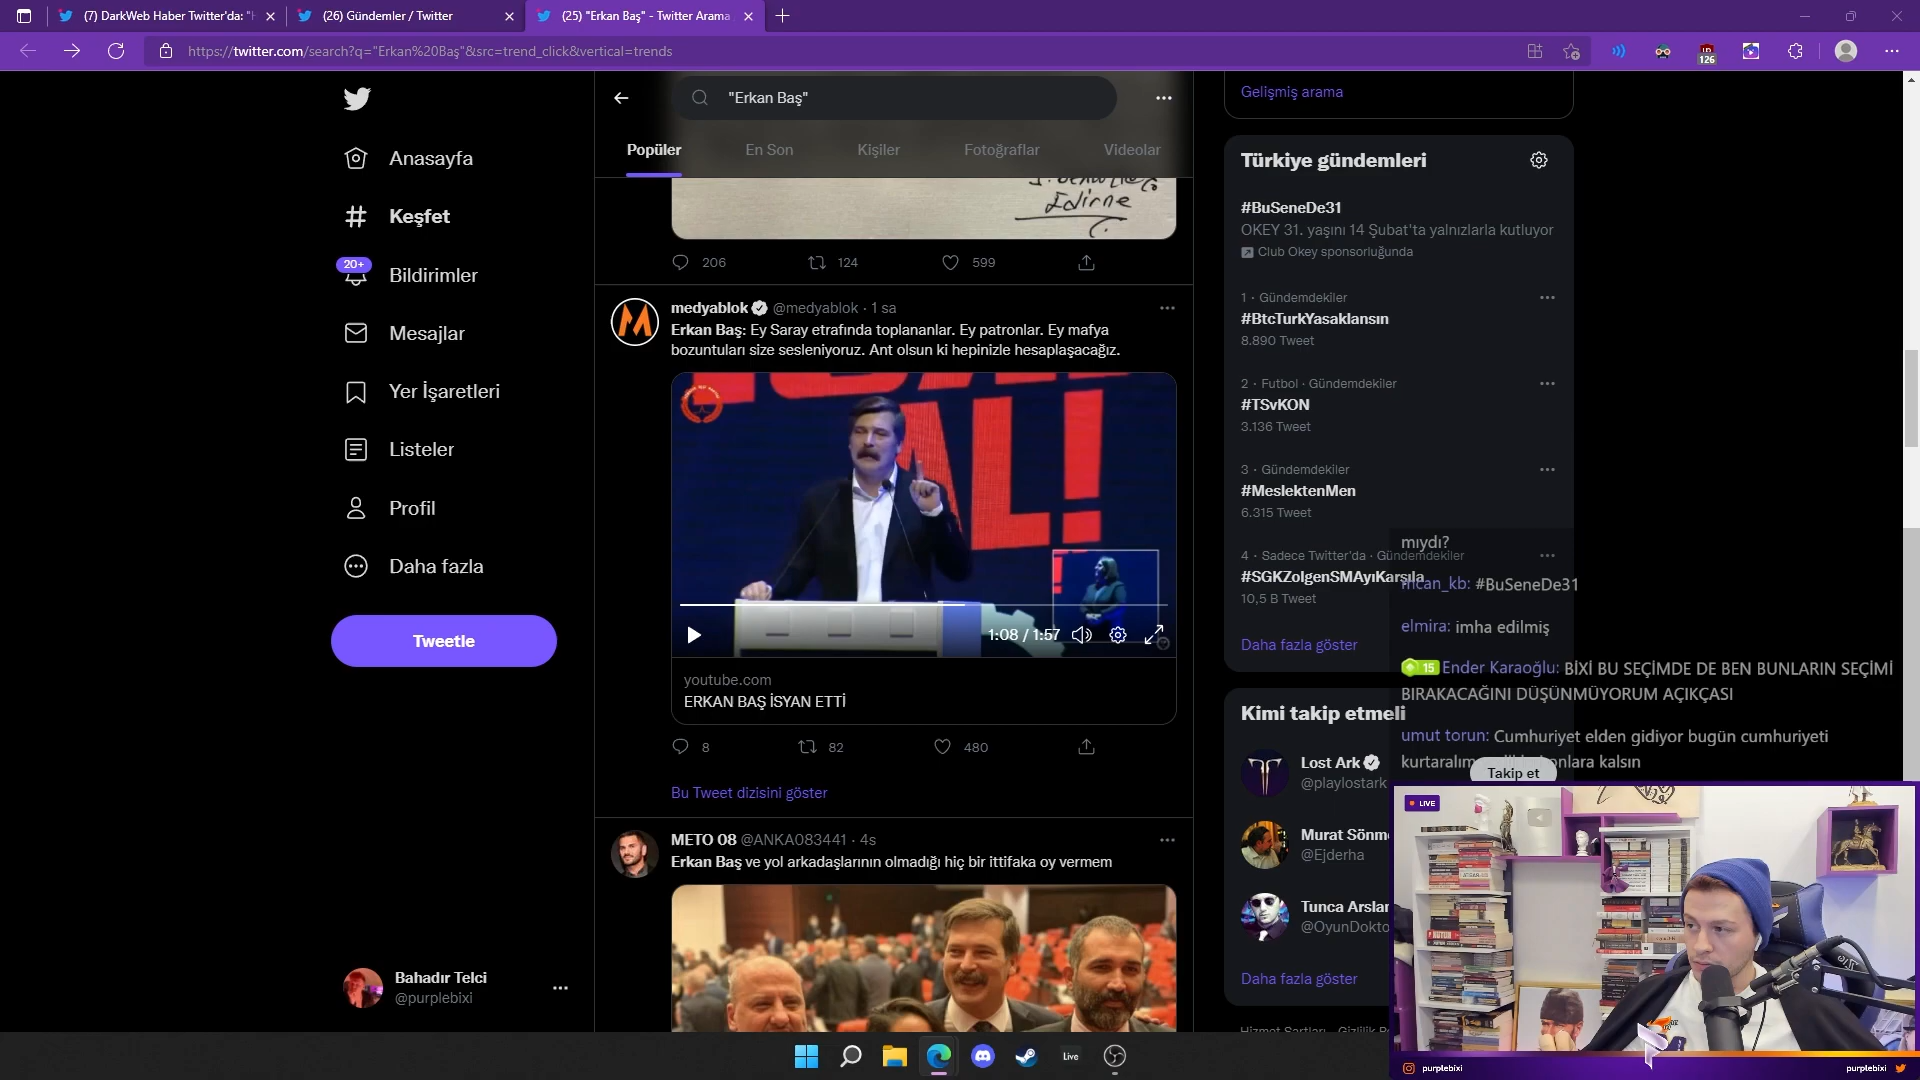 (7) DarkWeb Haber Twitter'da: "H
(26) Gündemler / Twitter
(25) "Erkan Baş" - Twitter Arama
https://twitter.com/search?q="Erkan%20Baş"&src=trend_click&vertical=trends
126
"Erkan Baş"
Popüler
En Son
Kişiler
Fotoğraflar
Videolar
Anasayfa
Keşfet
20+
Bildirimler
Mesajlar
Yer İşaretleri
Listeler
Profil
Daha fazla
Tweetle
Bahadır Telci
@purplebixi
Edirne
206
124
599
medyablok @medyablok · 1 sa
Erkan Baş: Ey Saray etrafında toplananlar. Ey patronlar. Ey mafya
bozuntuları size sesleniyoruz. Ant olsun ki hepinizle hesaplaşacağız.
AL!
1:08 / 1:57
youtube.com
ERKAN BAŞ İSYAN ETTİ
8
82
480
Bu Tweet dizisini göster
METO 08 @ANKA083441 · 4s
Erkan Baş ve yol arkadaşlarının olmadığı hiç bir ittifaka oy vermem
Gelişmiş arama
Türkiye gündemleri
#BuSeneDe31
OKEY 31. yaşını 14 Şubat'ta yalnızlarla kutluyor
Club Okey sponsorluğunda
1 · Gündemdekiler
#BtcTurkYasaklansın
8.890 Tweet
2 · Futbol · Gündemdekiler
#TSvKON
3.136 Tweet
3 · Gündemdekiler
#MeslektenMen
6.315 Tweet
4 · Sadece Twitter'da · Gündemdekiler
#SGKZolgenSMAyıKarşıla
10,5 B Tweet
Daha fazla göster
Kimi takip etmeli
Lost Ark
@playlostark
Takip et
Murat Sönm
@Ejderha
Tunca Arslan
@OyunDokto
Daha fazla göster
mıydı?
mcan_kb: #BuSeneDe31
elmira: imha edilmiş
15 Ender Karaoğlu: BİXİ BU SEÇİMDE DE BEN BUNLARIN SEÇİMİ
BIRAKACAĞINI DÜŞÜNMÜYORUM AÇIKÇASI
umut torun: Cumhuriyet elden gidiyor bugün cumhuriyeti
kurtaralım onlara kalsın
LIVE
purplebixi
purplebixi
Live